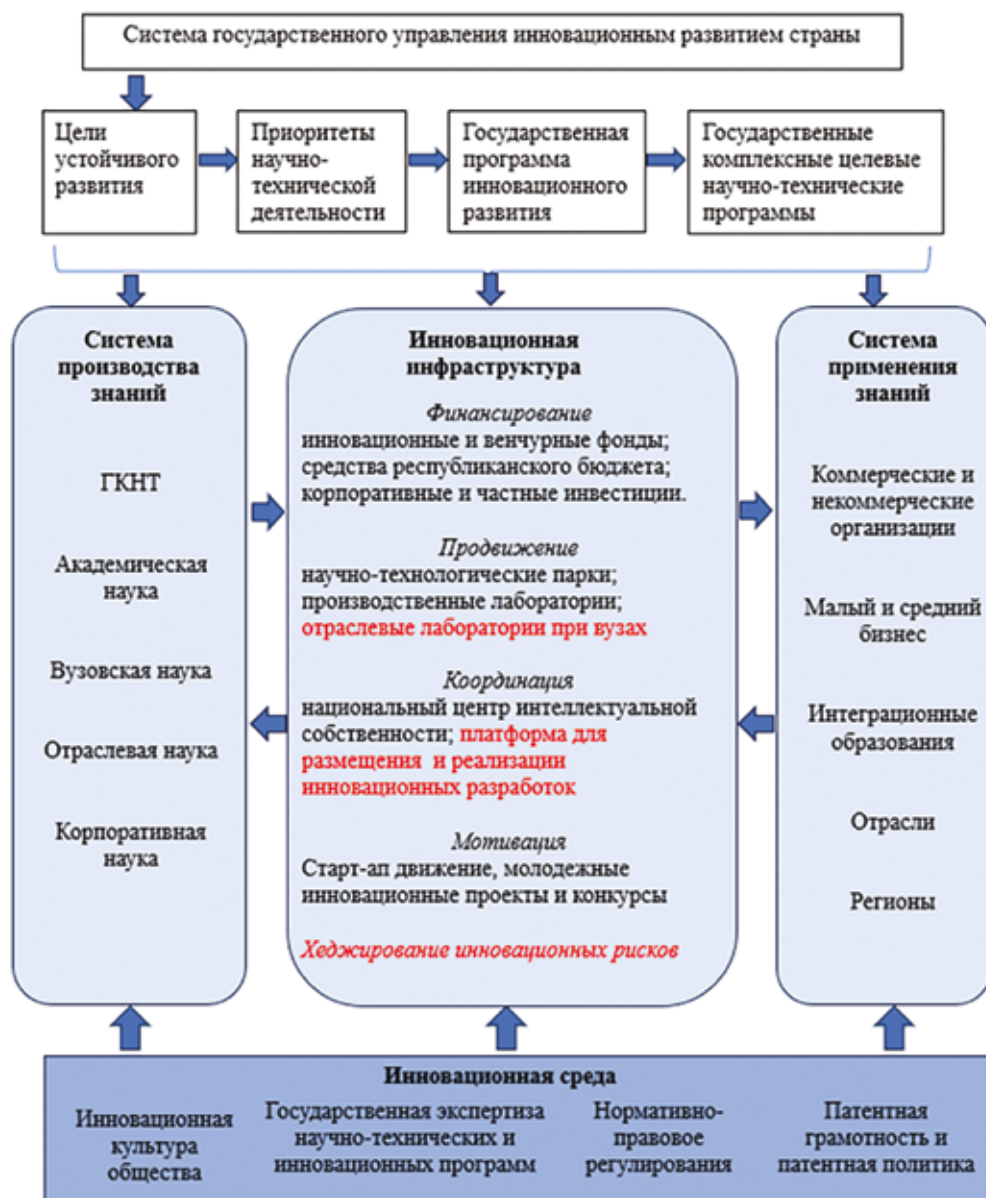 Система государственного управления инновационным развитием страны
Цели
устойчивого
развития
Приоритеты
научно-
технической
деятельности
Государственная
программа
инновационного
развития
Государственные
комплексные целевые
научно-технические
программы
Система
производства
знаний
ГКНТ
Академическая
наука
Вузовская наука
Отраслевая наука
Корпоративная
наука
Инновационная
инфраструктура
Финансирование
инновационные и венчурные фонды;
средства республиканского бюджета;
корпоративные и частные инвестиции.
Продвижение
научно-технологические парки;
производственные лаборатории;
отраслевые лаборатории при вузах
Координация
национальный центр интеллектуальной
собственности; платформа для
размещения и реализации
инновационных разработок
Мотивация
Старт-ап движение, молодежные
инновационные проекты и конкурсы
Хеджирование инновационных рисков
Система
применения
знаний
Коммерческие и
некоммерческие
организации
Малый и средний
бизнес
Интеграционные
образования
Отрасли
Регионы
Инновационная среда
Инновационная
культура
общества
Государственная экспертиза
научно-технических и
инновационных программ
Нормативно-
правовое
регулирования
Патентная
грамотность и
патентная политика